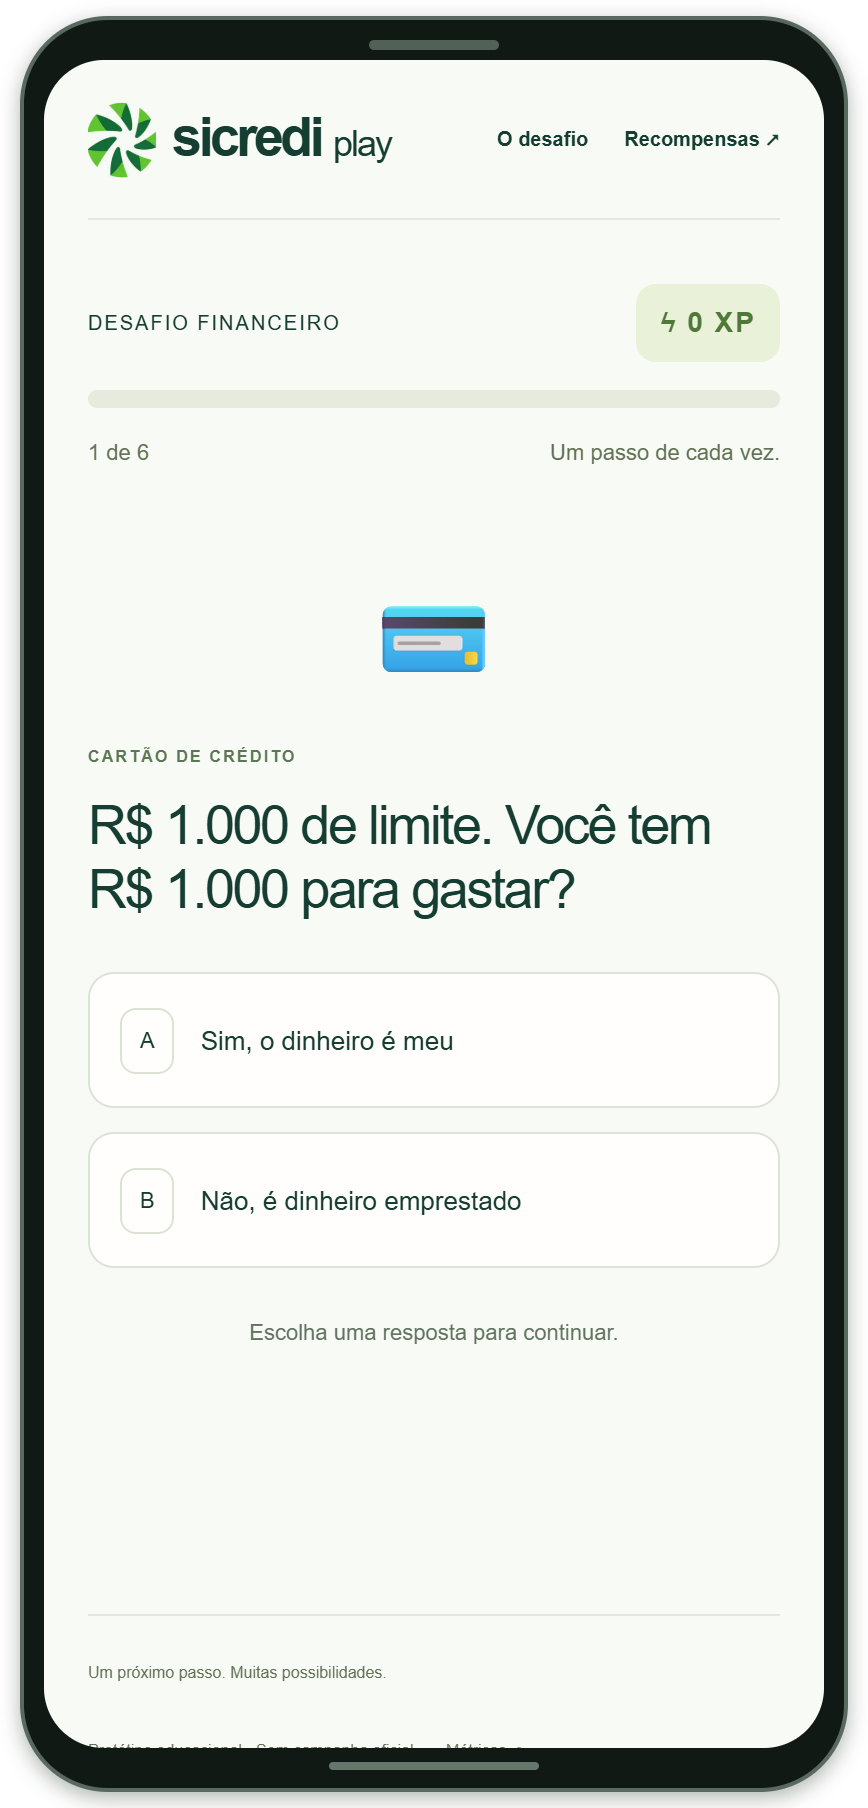 sicredi play
O desafio
Recompensas ↗
DESAFIO FINANCEIRO
ϟ 0 XP
1 de 6
Um passo de cada vez.
CARTÃO DE CRÉDITO
R$ 1.000 de limite. Você tem
R$ 1.000 para gastar?
A
Sim, o dinheiro é meu
B
Não, é dinheiro emprestado
Escolha uma resposta para continuar.
Um próximo passo. Muitas possibilidades.